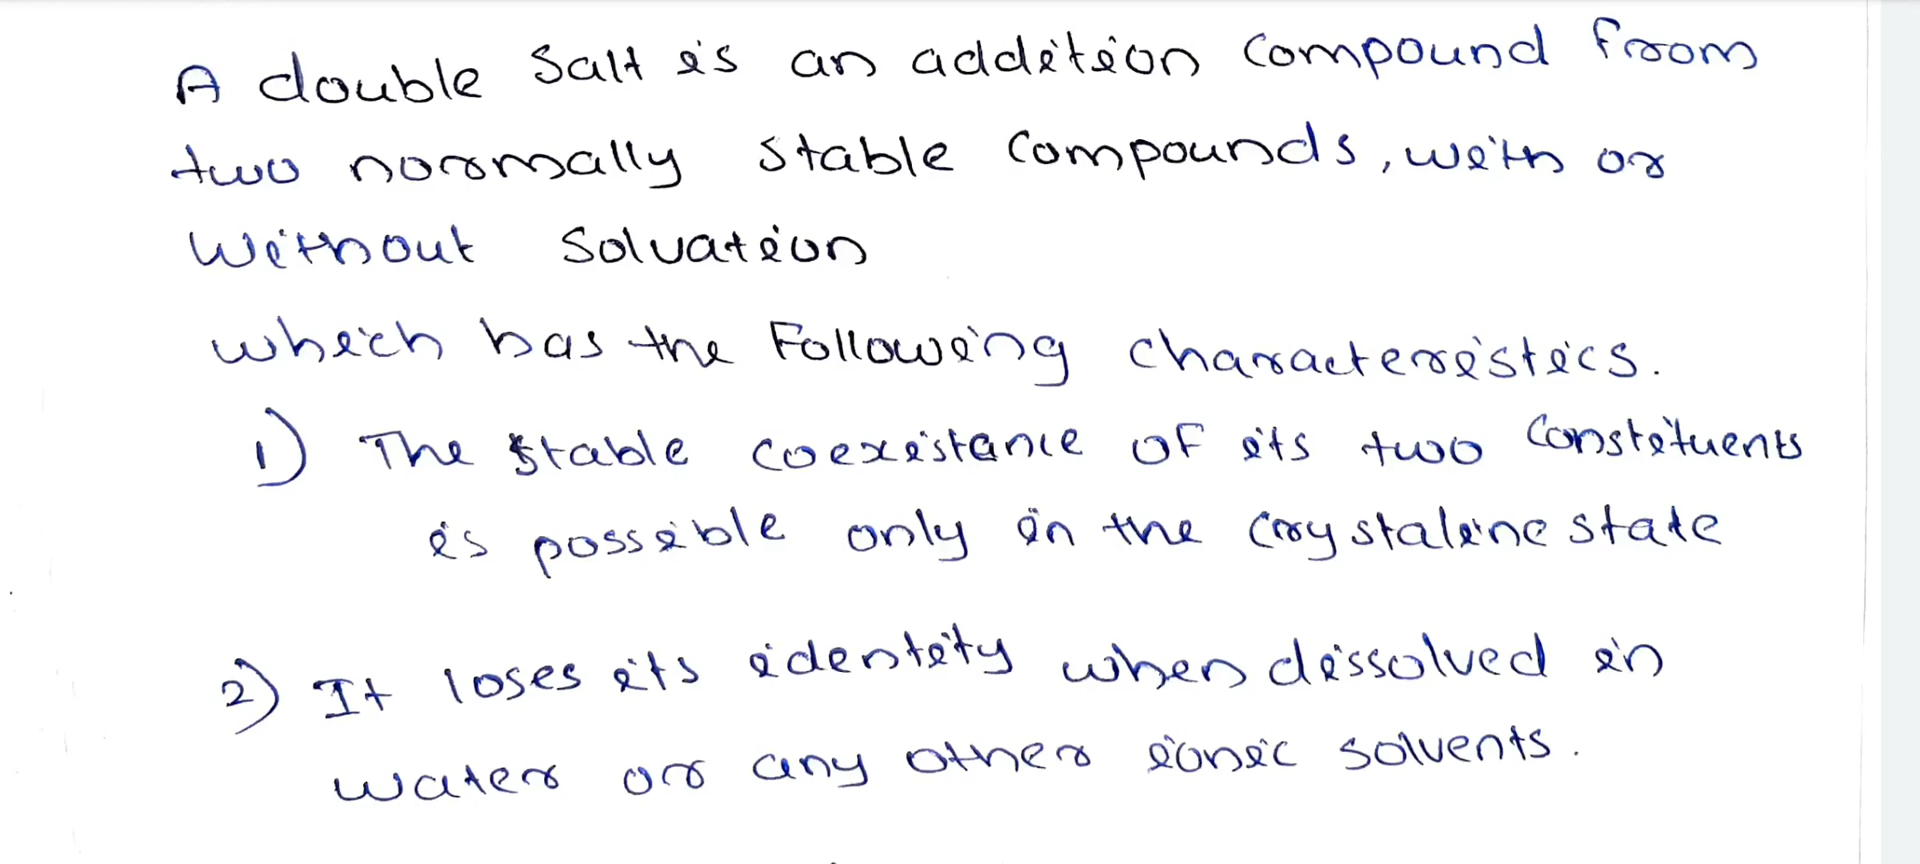 A double Salt is an addition Compound from
two normally stable Compounds, with or
without Solvation
which has the Following characteristics.
1) The stable coexistance of its two Constituents
is possible only in the crystaline state
2) It loses its identity when dissolved in
water or any other ionic solvents.